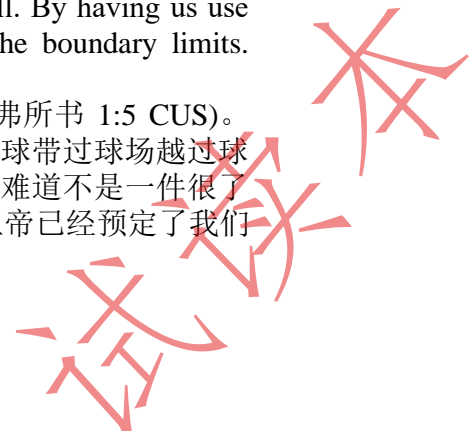 ll. By having us use
he boundary limits.
弗所书 1:5 CUS)。
球带过球场越过球
难道不是一件很了
帝已经预定了我们
试读本